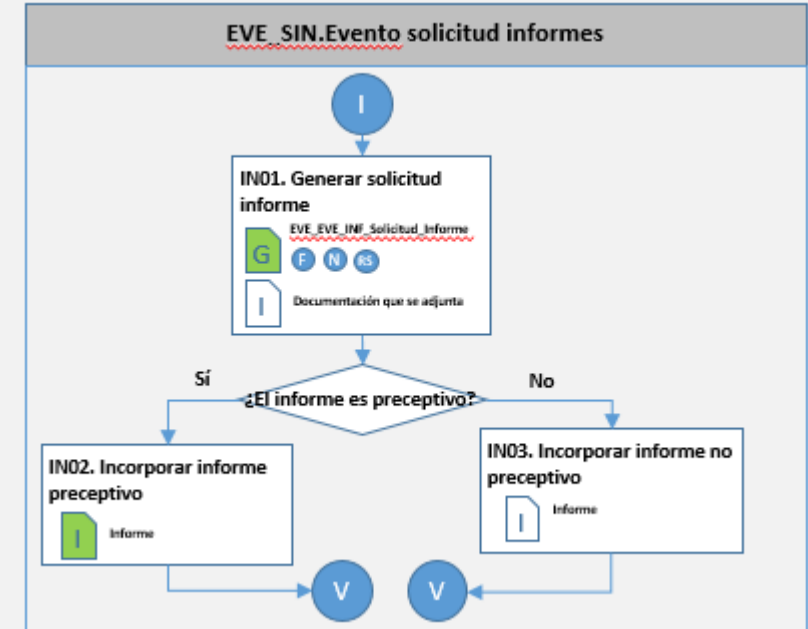 EVE_SIN.Evento solicitud informes
I
IN01. Generar solicitud
informe
EVE_EVE_INF_Solicitud_Informe
G
F N RS
I
Documentación que se adjunta
Sí
No
¿El informe es preceptivo?
IN02. Incorporar informe
preceptivo
I
Informe
IN03. Incorporar informe no
preceptivo
I
Informe
V
V